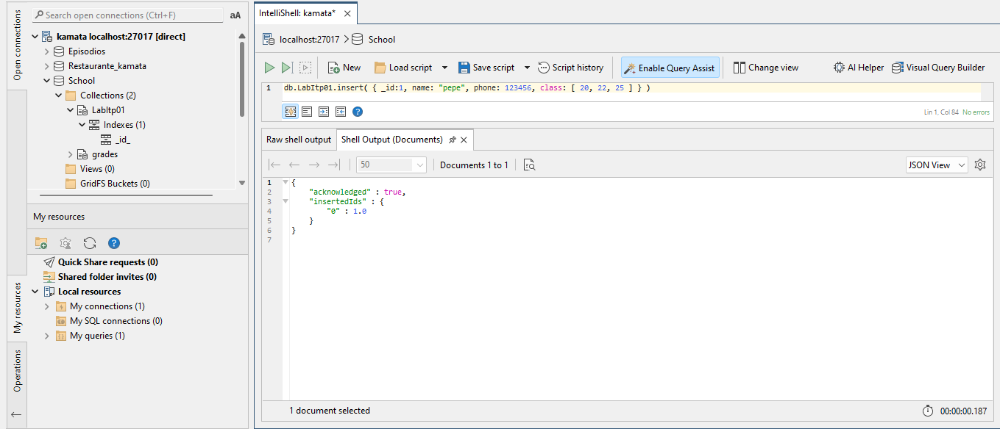 Open connections
Search open connections (Ctrl+F)
aA
kamata localhost:27017 [direct]
Episodios
Restaurante_kamata
School
Collections (2)
LabItp01
Indexes (1)
_id_
grades
Views (0)
GridFS Buckets (0)
My resources
My resources
Quick Share requests (0)
Shared folder invites (0)
Local resources
My connections (1)
My SQL connections (0)
My queries (1)
Operations
IntelliShell: kamata*
localhost:27017
School
New
Load script
Save script
Script history
Enable Query Assist
Change view
AI Helper
Visual Query Builder
1 db.LabItp01.insert( { _id:1, name: "pepe", phone: 123456, class: [ 20, 22, 25 ] } )
?
Lin 1, Col 84 No errors
Raw shell output
Shell Output (Documents)
50
Documents 1 to 1
JSON View
1 {
2 "acknowledged" : true,
3 "insertedIds" : {
4 "0" : 1.0
5 }
6 }
7
1 document selected
00:00:00.187